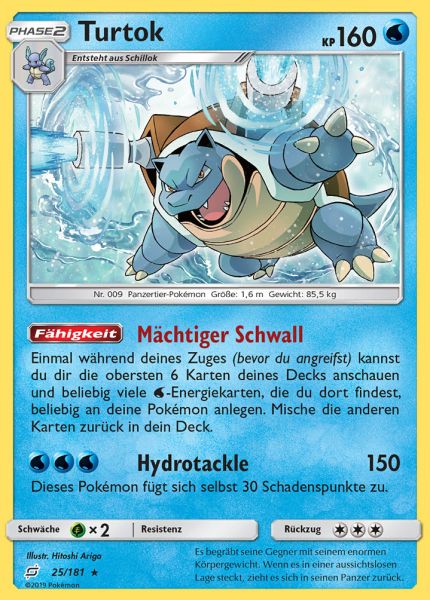 PHASE 2
Turtok
KP 160
Entsteht aus Schillok
Nr. 009 Panzertier-Pokémon Größe: 1,6 m Gewicht: 85,5 kg
Fähigkeit Mächtiger Schwall
Einmal während deines Zuges (bevor du angreifst) kannst
du dir die obersten 6 Karten deines Decks anschauen
und beliebig viele -Energiekarten, die du dort findest,
beliebig an deine Pokémon anlegen. Mische die anderen
Karten zurück in dein Deck.
Hydrotackle 150
Dieses Pokémon fügt sich selbst 30 Schadenspunkte zu.
Schwäche ×2 Resistenz Rückzug
Illustr. Hitoshi Ariga
25/181 ★
©2019 Pokémon
Es begräbt seine Gegner mit seinem enormen
Körpergewicht. Wenn es in einer aussichtslosen
Lage steckt, zieht es sich in seinen Panzer zurück.